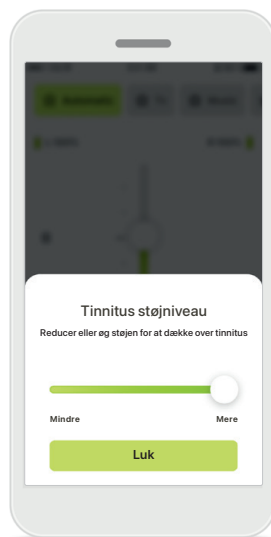 Tinnitus støjniveau
Reducer eller øg støjen for at dække over tinnitus
Mindre
Mere
Luk